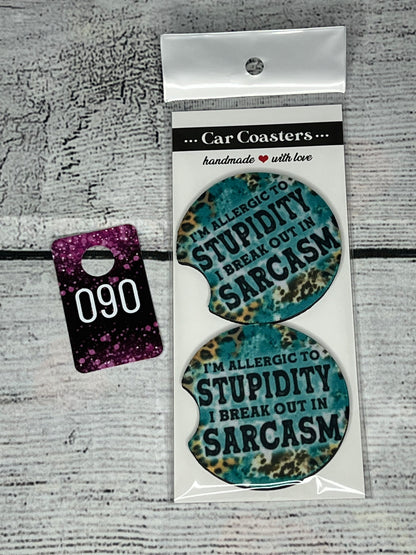 ... Car Coasters ...
handmade ❤ with love
I'M ALLERGIC TO
STUPIDITY
I BREAK OUT IN
SARCASM
I'M ALLERGIC TO
STUPIDITY
I BREAK OUT IN
SARCASM
090